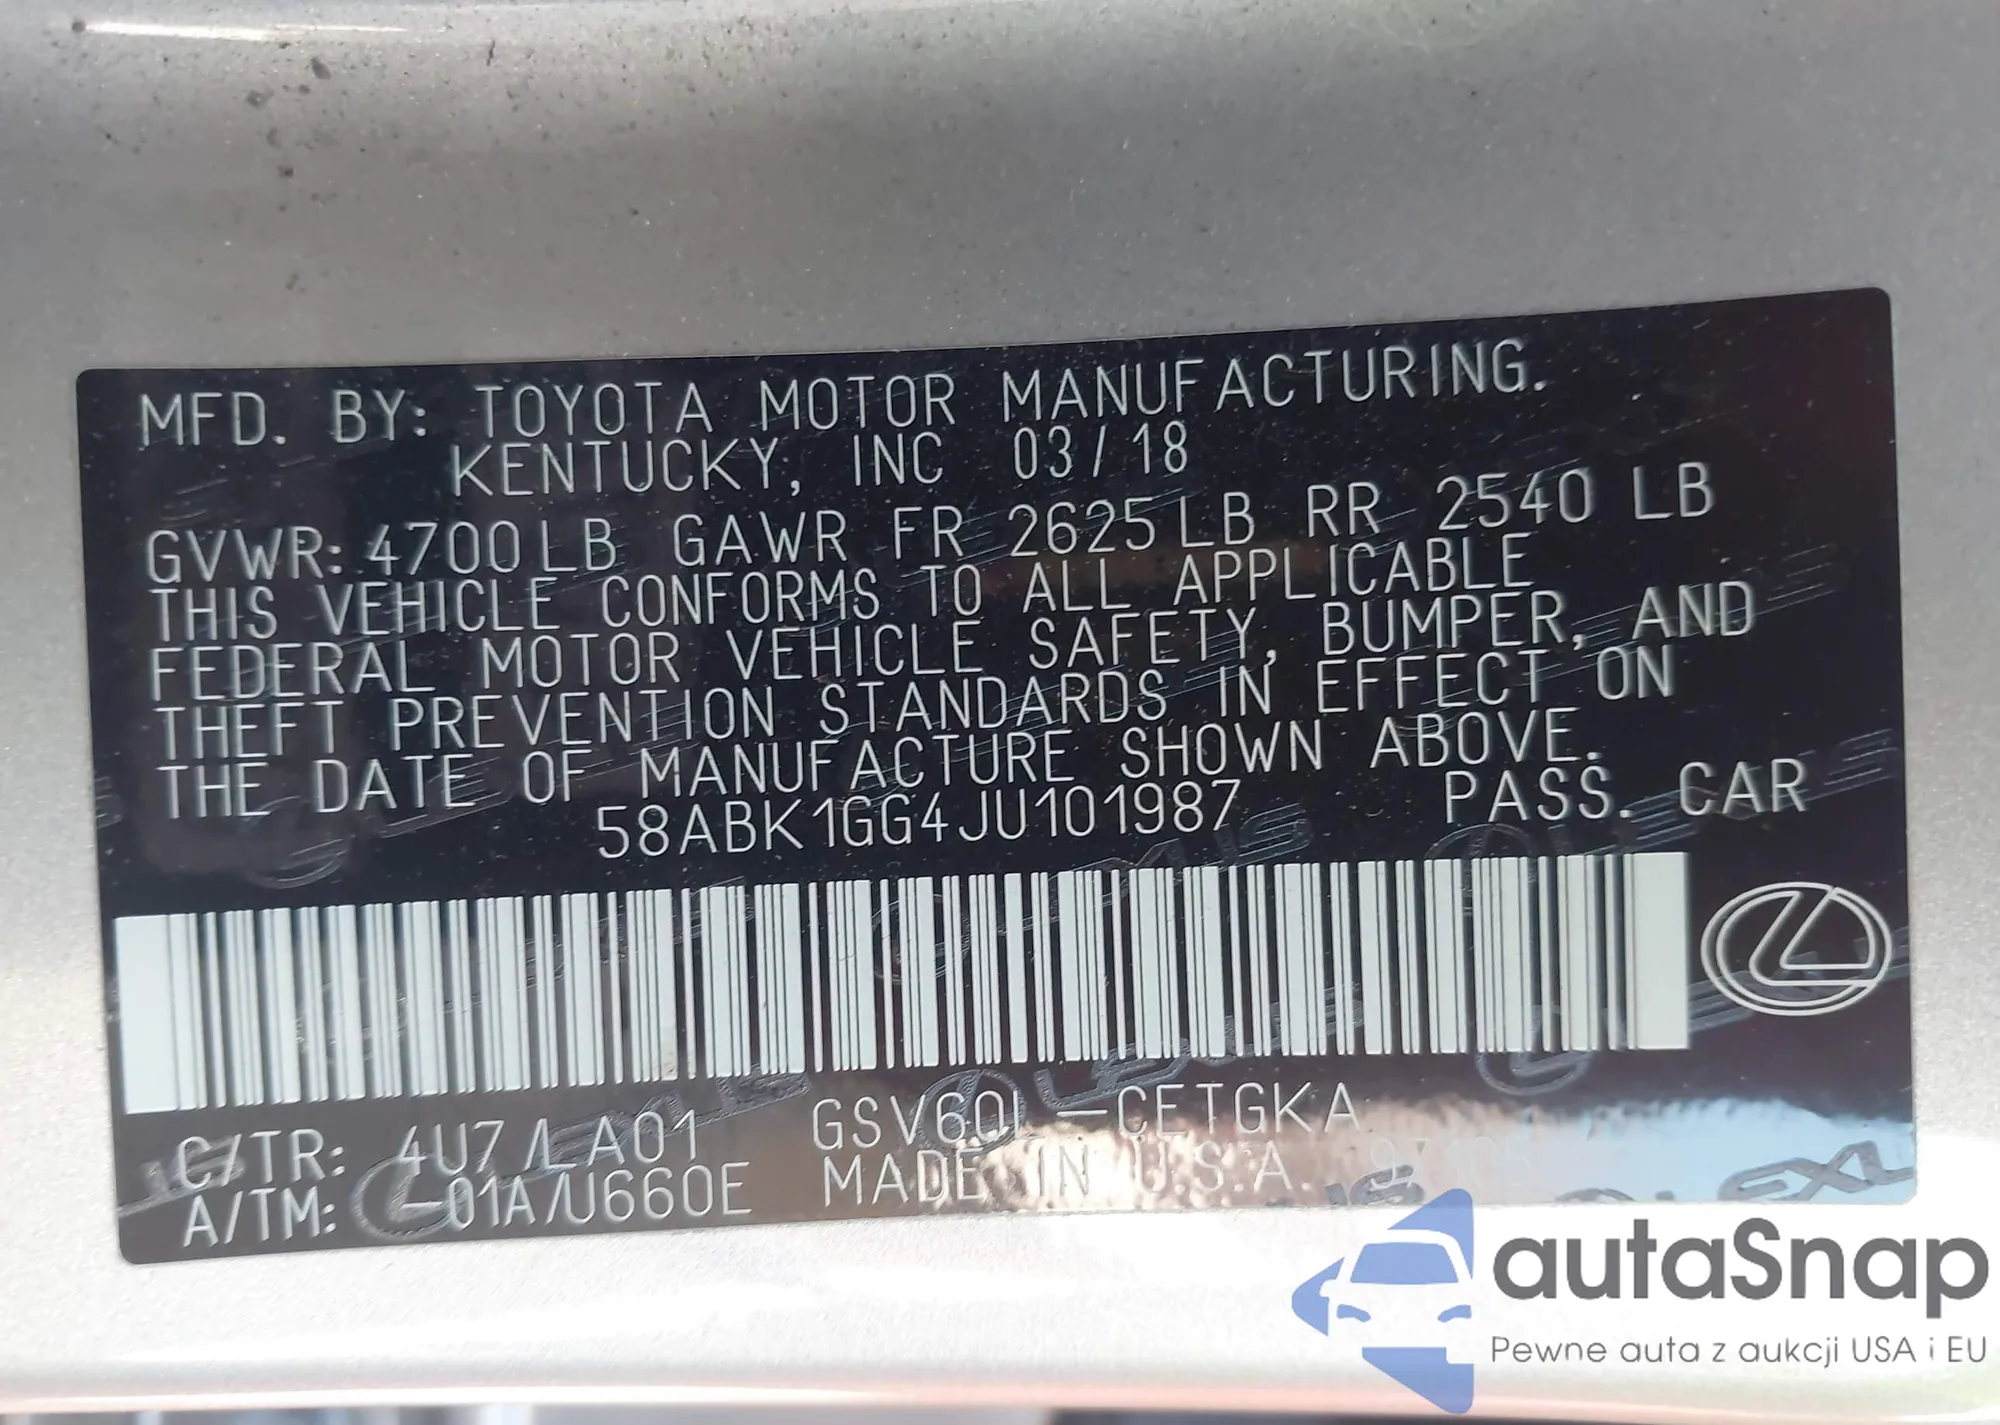 MFD. BY: TOYOTA MOTOR MANUFACTURING.
KENTUCKY, INC 03/18
GVWR: 4700LB GAWR FR 2625LB RR 2540 LB
THIS VEHICLE CONFORMS TO ALL APPLICABLE
FEDERAL MOTOR VEHICLE SAFETY, BUMPER, AND
THEFT PREVENTION STANDARDS IN EFFECT ON
THE DATE OF MANUFACTURE SHOWN ABOVE.
58ABK1GG4JU101987 PASS. CAR
C/TR: 4U7/LA01 GSV60L-CETGKA
A/TM: -01A/U660E MADE IN U.S.A.
autaSnap
Pewne auta z aukcji USA i EU